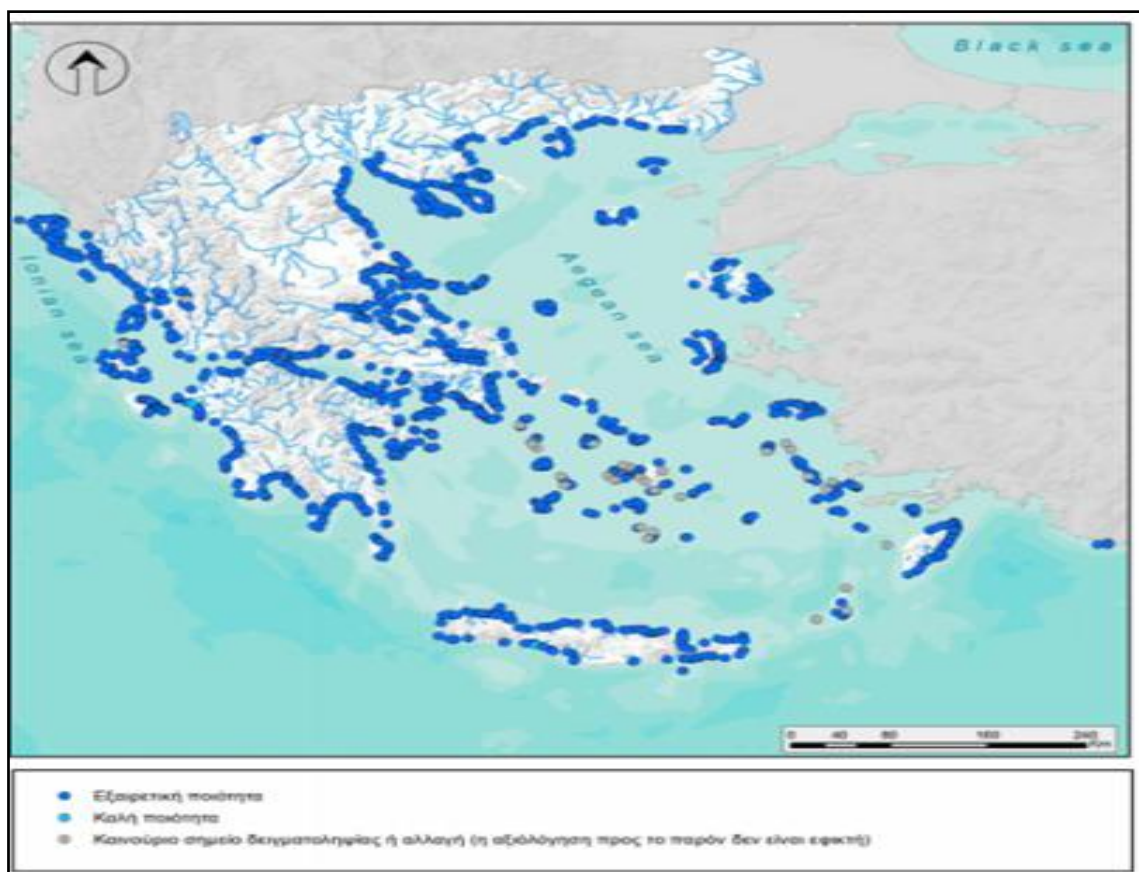 Black sea
Ionian sea
Aegean sea
0 40 80 160 240
Km
Εξαιρετική ποιότητα
Καλή ποιότητα
Καινούριο σημείο δειγματοληψίας ή αλλαγή (η αξιολόγηση προς το παρόν δεν είναι εφικτή)